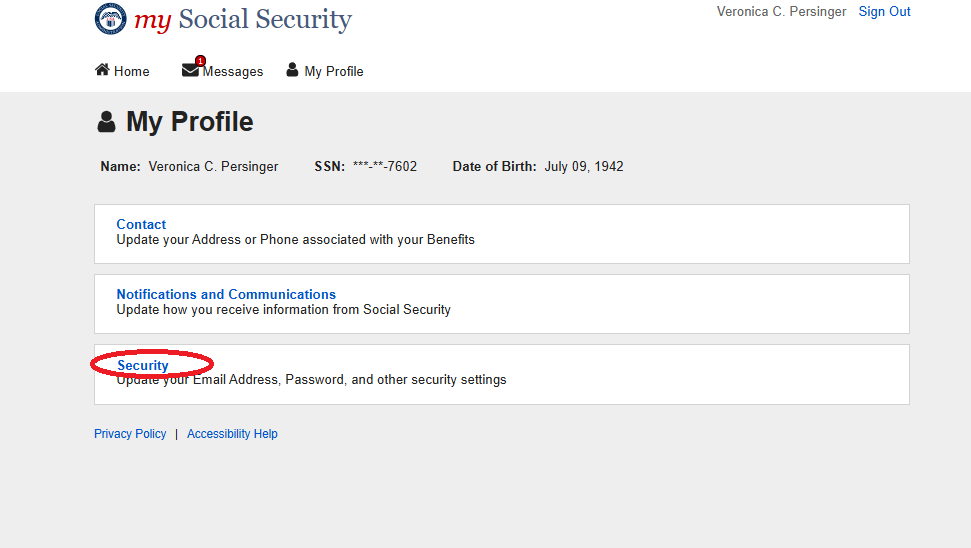 my Social Security
Veronica C. Persinger Sign Out
Home 1 Messages My Profile
My Profile
Name: Veronica C. Persinger SSN: ***-**-7602 Date of Birth: July 09, 1942
Contact
Update your Address or Phone associated with your Benefits
Notifications and Communications
Update how you receive information from Social Security
Security
Update your Email Address, Password, and other security settings
Privacy Policy | Accessibility Help